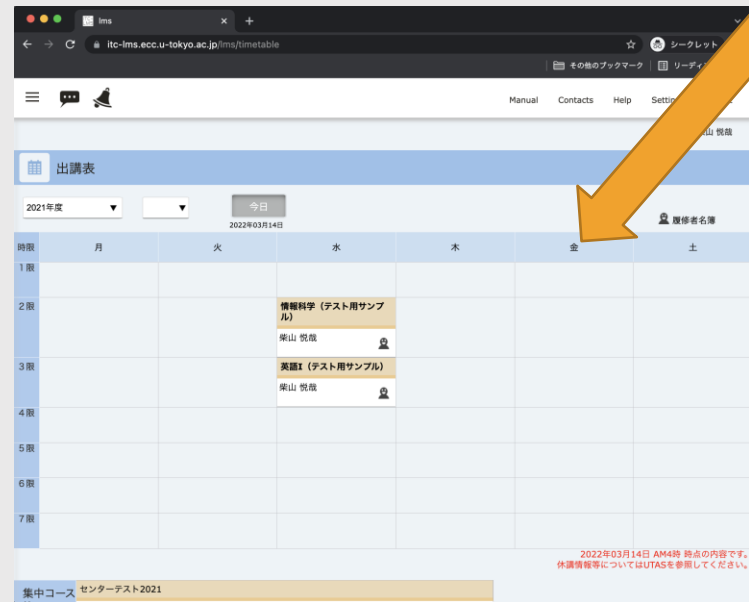 lms
itc-lms.ecc.u-tokyo.ac.jp/lms/timetable
シークレット
その他のブックマーク
Manual Contacts Help
悦哉
出講表
2021年度
今日
2022年03月14日
履修者名簿
時限 月 火 水 木 金 土
1限
2限
情報科学（テスト用サンプル）
柴山 悦哉
3限
英語I（テスト用サンプル）
柴山 悦哉
4限
5限
6限
7限
2022年03月14日 AM4時 時点の内容です。
休講情報等についてはUTASを参照してください。
集中コース
センターテスト2021